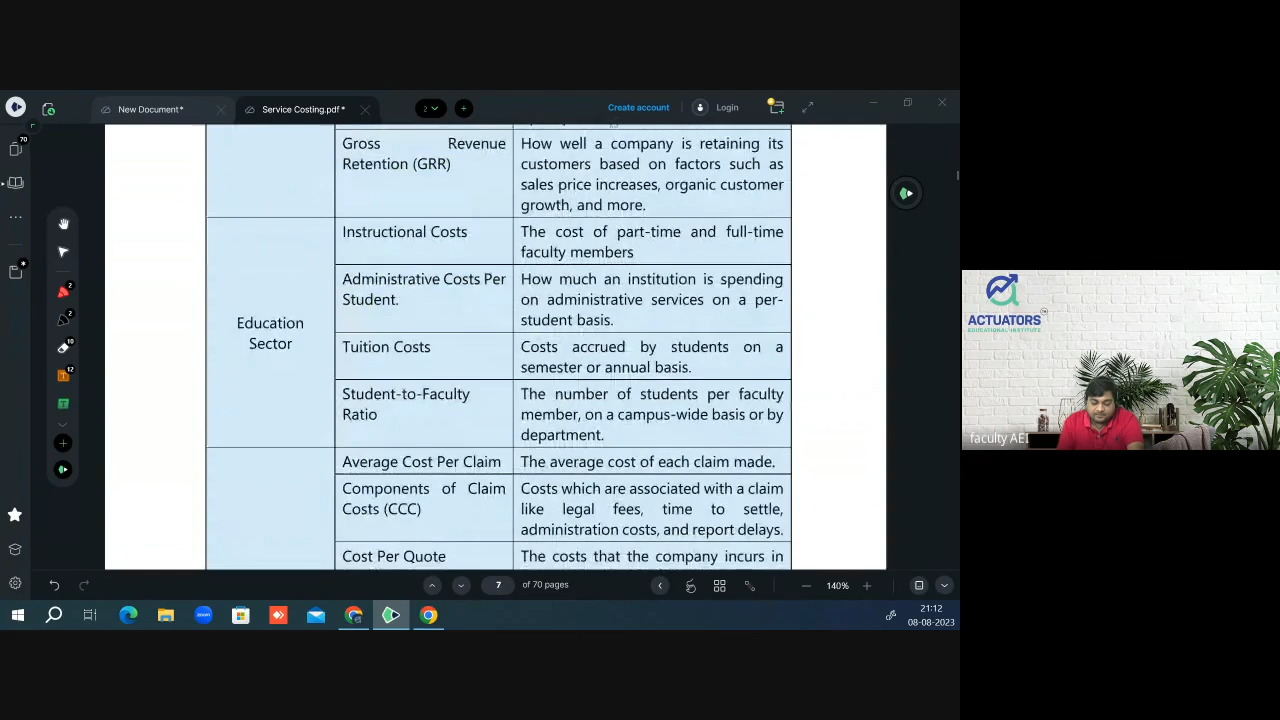 New Document*
Service Costing.pdf*
2
Create account
Login
70
Gross Revenue
Retention (GRR)
How well a company is retaining its
customers based on factors such as
sales price increases, organic customer
growth, and more.
Education
Sector
Instructional Costs
The cost of part-time and full-time
faculty members
Administrative Costs Per
Student.
How much an institution is spending
on administrative services on a per-
student basis.
Tuition Costs
Costs accrued by students on a
semester or annual basis.
Student-to-Faculty
Ratio
The number of students per faculty
member, on a campus-wide basis or by
department.
Average Cost Per Claim
The average cost of each claim made.
Components of Claim
Costs (CCC)
Costs which are associated with a claim
like legal fees, time to settle,
administration costs, and report delays.
Cost Per Quote
The costs that the company incurs in
2
2
10
12
7 of 70 pages
140%
zoom
21:12
08-08-2023
ACTUATORS
EDUCATIONAL INSTITUTE
faculty AEI